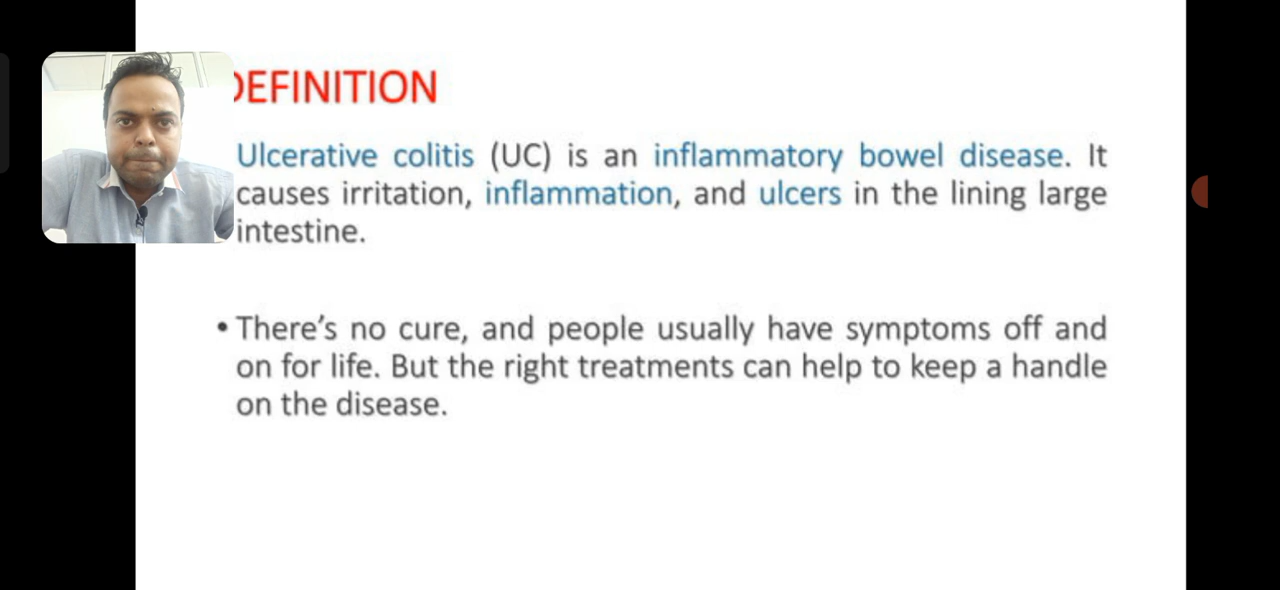 DEFINITION
Ulcerative colitis (UC) is an inflammatory bowel disease. It
causes irritation, inflammation, and ulcers in the lining large
intestine.
• There's no cure, and people usually have symptoms off and
on for life. But the right treatments can help to keep a handle
on the disease.